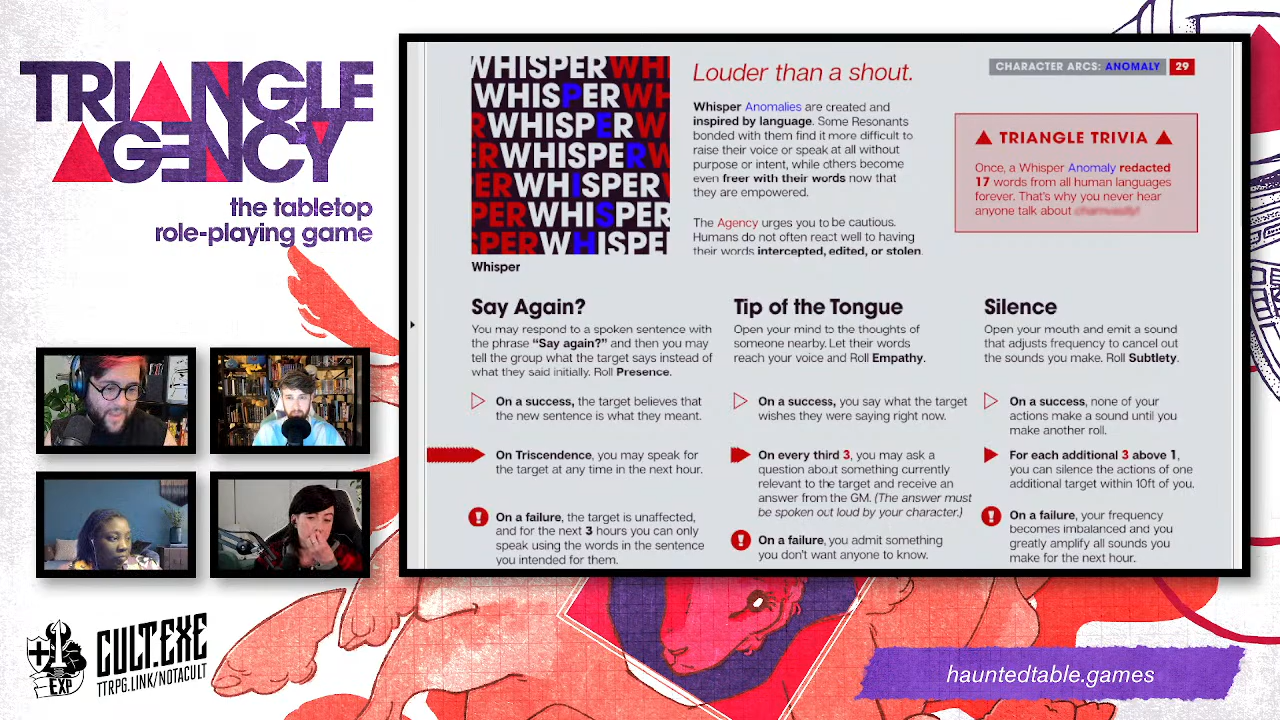 TRIANGLE
AGENCY
the tabletop
role-playing game
CULT.EXE
TTRPG.LINK/NOTACULT
EXP
WHISPER WH
WHISPER WH
R WHISPER W
R WHISPER W
ER WHISPER
ER WHISPER
PER WHISPER
SPER WHISPER
SPER WHISPE
Whisper
Louder than a shout.
Whisper Anomalies are created and
inspired by language. Some Resonants
bonded with them find it more difficult to
raise their voice or speak at all without
purpose or intent, while others become
even freer with their words now that
they are empowered.
The Agency urges you to be cautious.
Humans do not often react well to having
their words intercepted, edited, or stolen.
CHARACTER ARCS: ANOMALY 29
TRIANGLE TRIVIA
Once, a Whisper Anomaly redacted
17 words from all human languages
forever. That's why you never hear
anyone talk about
Say Again?
You may respond to a spoken sentence with
the phrase “Say again?” and then you may
tell the group what the target says instead of
what they said initially. Roll Presence.
On a success, the target believes that
the new sentence is what they meant.
On Triscendence, you may speak for
the target at any time in the next hour.
On a failure, the target is unaffected,
and for the next 3 hours you can only
speak using the words in the sentence
you intended for them.
Tip of the Tongue
Open your mind to the thoughts of
someone nearby. Let their words
reach your voice and Roll Empathy.
On a success, you say what the target
wishes they were saying right now.
On every third 3, you may ask a
question about something currently
relevant to the target and receive an
answer from the GM. (The answer must
be spoken out loud by your character.)
On a failure, you admit something
you don't want anyone to know.
Silence
Open your mouth and emit a sound
that adjusts frequency to cancel out
the sounds you make. Roll Subtlety.
On a success, none of your
actions make a sound until you
make another roll.
For each additional 3 above 1,
you can silence the actions of one
additional target within 10ft of you.
On a failure, your frequency
becomes imbalanced and you
greatly amplify all sounds you
make for the next hour.
hauntedtable.games